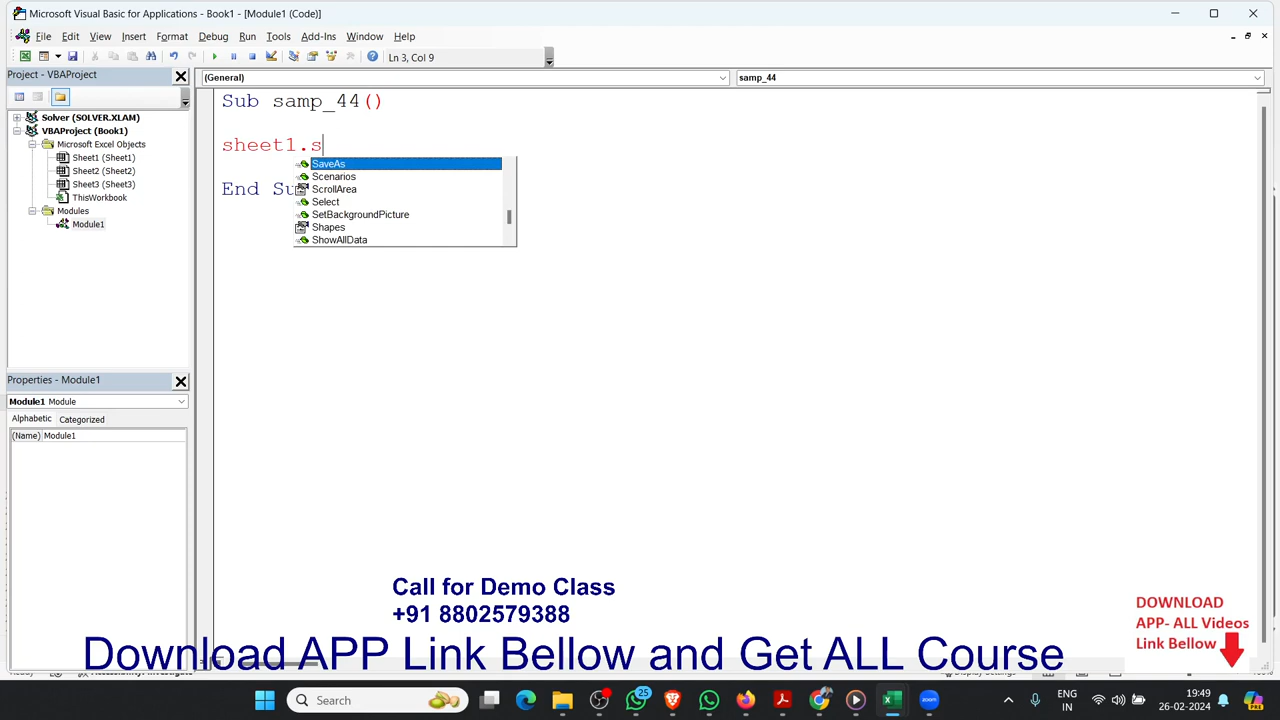 Microsoft Visual Basic for Applications - Book1 - [Module1 (Code)]
File Edit View Insert Format Debug Run Tools Add-Ins Window Help
Ln 3, Col 9
Project - VBAProject
(General)
samp_44
Solver (SOLVER.XLAM)
VBAProject (Book1)
Microsoft Excel Objects
Sheet1 (Sheet1)
Sheet2 (Sheet2)
Sheet3 (Sheet3)
ThisWorkbook
Modules
Module1
Sub samp_44()
sheet1.s
SaveAs
Scenarios
ScrollArea
Select
SetBackgroundPicture
Shapes
ShowAllData
End Su
Properties - Module1
Module1 Module
Alphabetic Categorized
(Name) Module1
Call for Demo Class
+91 8802579388
Download APP Link Bellow and Get ALL Course
DOWNLOAD
APP- ALL Videos
Link Bellow
Search
25
zoom
ENG
IN
19:49
26-02-2024